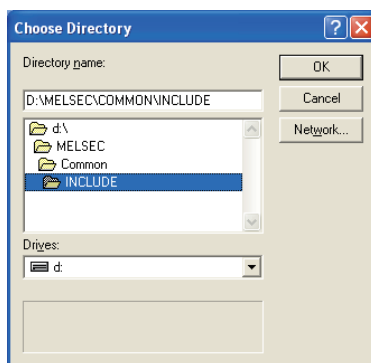 Choose Directory
Directory name:
OK
D:\MELSEC\COMMON\INCLUDE
Cancel
d:\
Network...
MELSEC
Common
INCLUDE
Drives:
d: